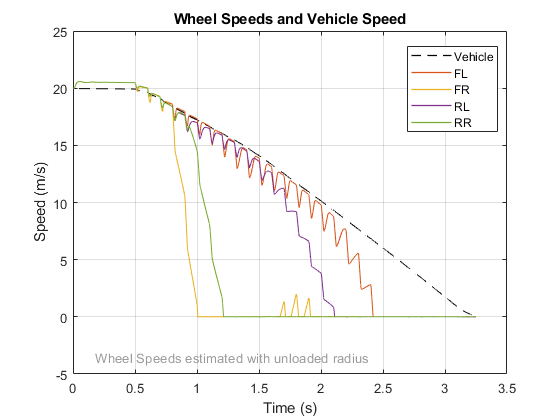 Wheel Speeds and Vehicle Speed
25
20
15
10
5
0
-5
Speed (m/s)
Vehicle
FL
FR
RL
RR
Wheel Speeds estimated with unloaded radius
0 0.5 1 1.5 2 2.5 3 3.5
Time (s)